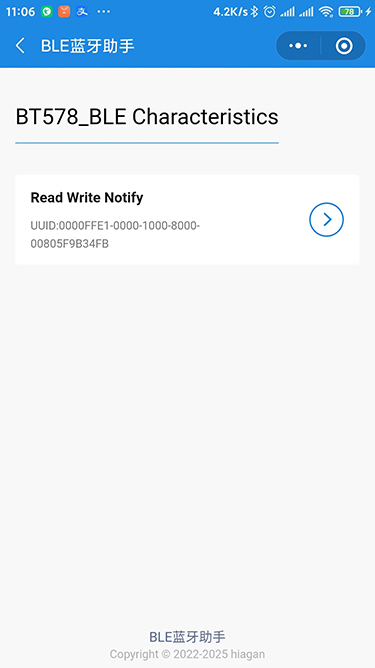 11:06
4.2K/s
78
BLE蓝牙助手
BT578_BLE Characteristics
Read Write Notify
UUID:0000FFE1-0000-1000-8000-
00805F9B34FB
BLE蓝牙助手
Copyright © 2022-2025 hiagan